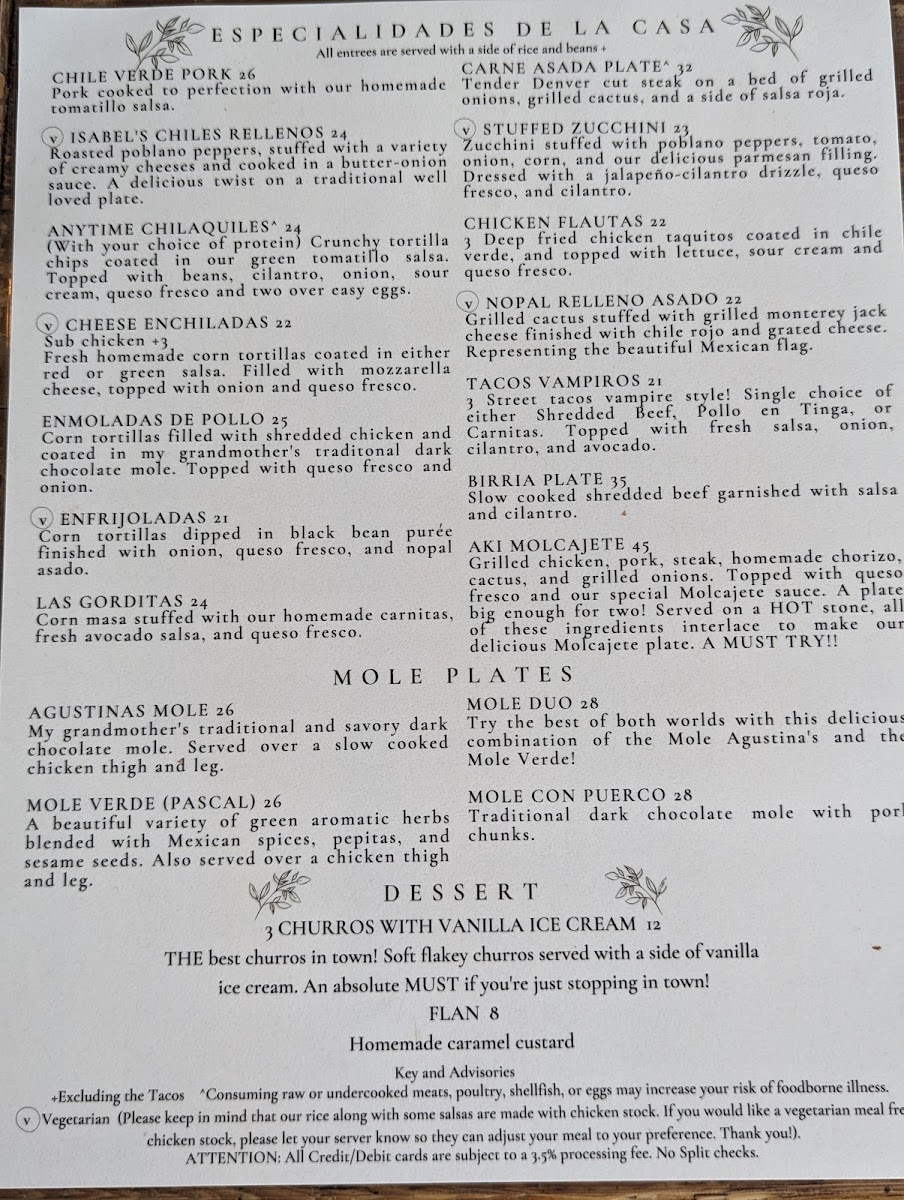 ESPECIALIDADES DE LA CASA
All entrees are served with a side of rice and beans +
CHILE VERDE PORK 26
Pork cooked to perfection with our homemade
tomatillo salsa.
v ISABEL'S CHILES RELLENOS 24
Roasted poblano peppers, stuffed with a variety
of creamy cheeses and cooked in a butter-onion
sauce. A delicious twist on a traditional well
loved plate.
ANYTIME CHILAQUILES^ 24
(With your choice of protein) Crunchy tortilla
chips coated in our green tomatillo salsa.
Topped with beans, cilantro, onion, sour
cream, queso fresco and two over easy eggs.
v CHEESE ENCHILADAS 22
Sub chicken +3
Fresh homemade corn tortillas coated in either
red or green salsa. Filled with mozzarella
cheese, topped with onion and queso fresco.
ENMOLADAS DE POLLO 25
Corn tortillas filled with shredded chicken and
coated in my grandmother's traditonal dark
chocolate mole. Topped with queso fresco and
onion.
v ENFRIJOLADAS 21
Corn tortillas dipped in black bean purée
finished with onion, queso fresco, and nopal
asado.
LAS GORDITAS 24
Corn masa stuffed with our homemade carnitas,
fresh avocado salsa, and queso fresco.
CARNE ASADA PLATE^ 32
Tender Denver cut steak on a bed of grilled
onions, grilled cactus, and a side of salsa roja.
v STUFFED ZUCCHINI 23
Zucchini stuffed with poblano peppers, tomato,
onion, corn, and our delicious parmesan filling.
Dressed with a jalapeño-cilantro drizzle, queso
fresco, and cilantro.
CHICKEN FLAUTAS 22
3 Deep fried chicken taquitos coated in chile
verde, and topped with lettuce, sour cream and
queso fresco.
v NOPAL RELLENO ASADO 22
Grilled cactus stuffed with grilled monterey jack
cheese finished with chile rojo and grated cheese.
Representing the beautiful Mexican flag.
TACOS VAMPIROS 21
3 Street tacos vampire style! Single choice of
either Shredded Beef, Pollo en Tinga, or
Carnitas. Topped with fresh salsa, onion,
cilantro, and avocado.
BIRRIA PLATE 35
Slow cooked shredded beef garnished with salsa
and cilantro.
AKI MOLCAJETE 45
Grilled chicken, pork, steak, homemade chorizo,
cactus, and grilled onions. Topped with queso
fresco and our special Molcajete sauce. A plate
big enough for two! Served on a HOT stone, all
of these ingredients interlace to make our
delicious Molcajete plate. A MUST TRY!!
MOLE PLATES
AGUSTINAS MOLE 26
My grandmother's traditional and savory dark
chocolate mole. Served over a slow cooked
chicken thigh and leg.
MOLE VERDE (PASCAL) 26
A beautiful variety of green aromatic herbs
blended with Mexican spices, pepitas, and
sesame seeds. Also served over a chicken thigh
and leg.
MOLE DUO 28
Try the best of both worlds with this delicious
combination of the Mole Agustina's and the
Mole Verde!
MOLE CON PUERCO 28
Traditional dark chocolate mole with pork
chunks.
DESSERT
3 CHURROS WITH VANILLA ICE CREAM 12
THE best churros in town! Soft flakey churros served with a side of vanilla
ice cream. An absolute MUST if you're just stopping in town!
FLAN 8
Homemade caramel custard
Key and Advisories
+Excluding the Tacos ^Consuming raw or undercooked meats, poultry, shellfish, or eggs may increase your risk of foodborne illness.
v Vegetarian (Please keep in mind that our rice along with some salsas are made with chicken stock. If you would like a vegetarian meal fre
chicken stock, please let your server know so they can adjust your meal to your preference. Thank you!).
ATTENTION: All Credit/Debit cards are subject to a 3.5% processing fee. No Split checks.